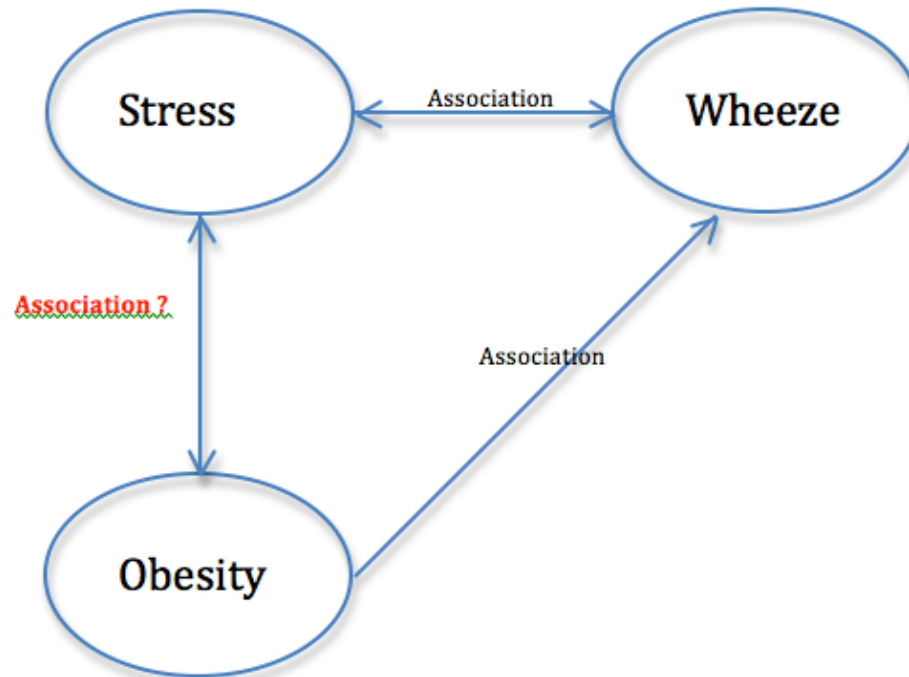 Stress
Association
Wheeze
Association ?
Association
Obesity